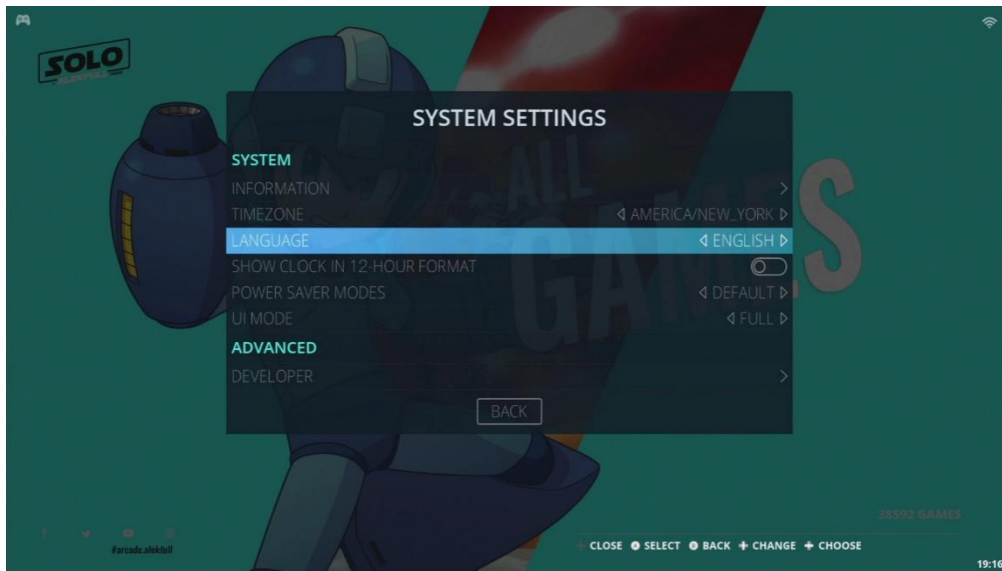 SOLO
ALEKFULL
SYSTEM SETTINGS
SYSTEM
INFORMATION
TIMEZONE AMERICA/NEW_YORK
LANGUAGE ENGLISH
SHOW CLOCK IN 12-HOUR FORMAT
POWER SAVER MODES DEFAULT
UI MODE FULL
ADVANCED
DEVELOPER
BACK
ALL
GAMES
38592 GAMES
#arcade.alekfull
CLOSE SELECT BACK CHANGE CHOOSE
19:16